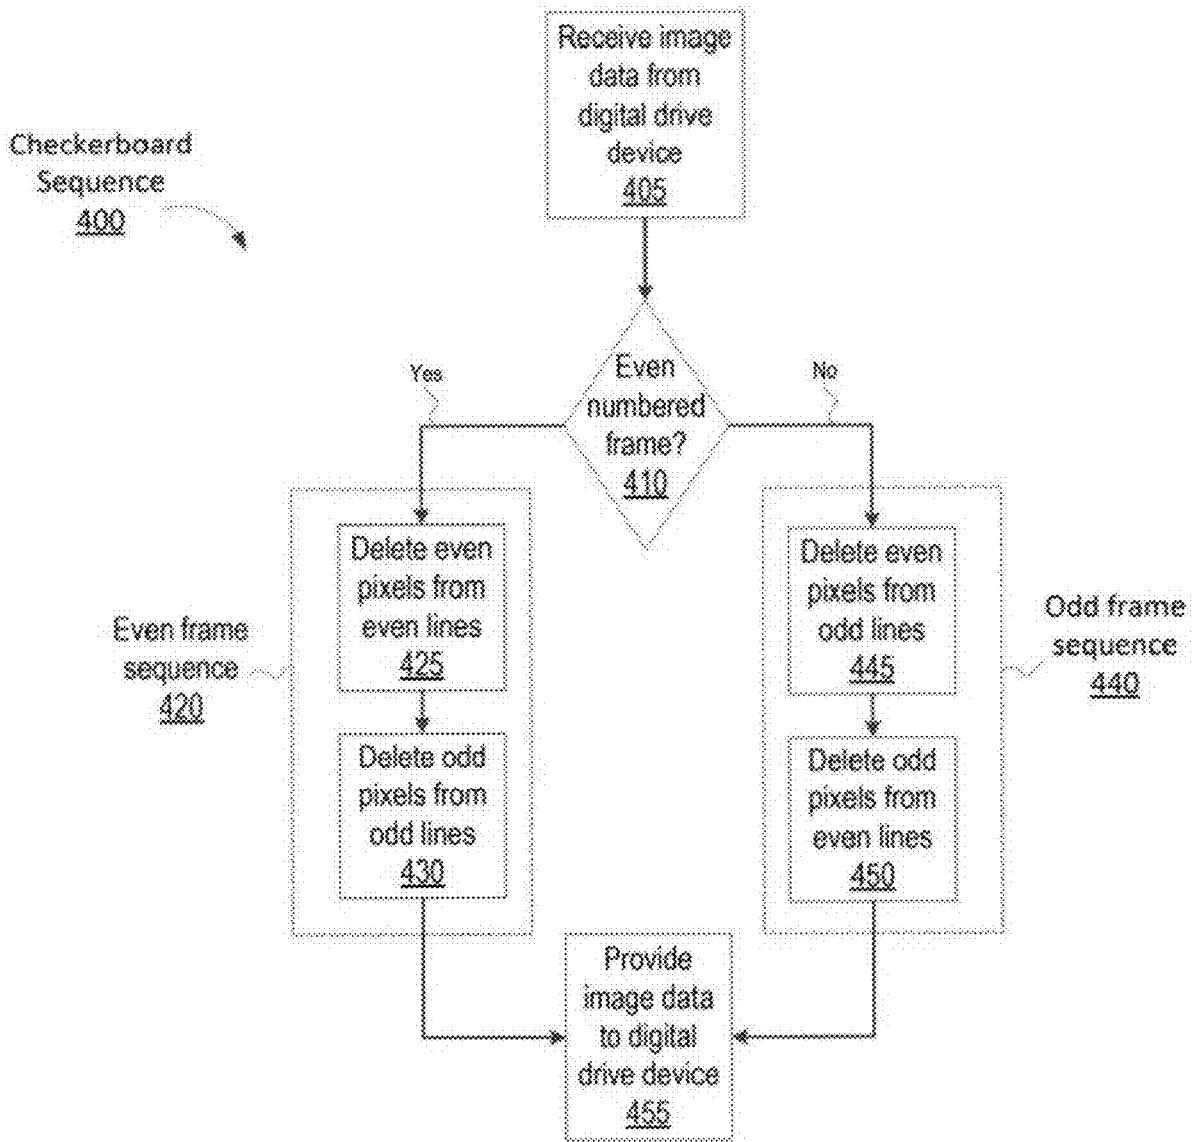 Receive image
data from
digital drive
device
405
Checkerboard
Sequence
400
Even
numbered
frame?
410
Yes
No
Delete even
pixels from
even lines
425
Delete even
pixels from
odd lines
445
Even frame
sequence
420
Odd frame
sequence
440
Delete odd
pixels from
odd lines
430
Delete odd
pixels from
even lines
450
Provide
image data
to digital
drive device
455